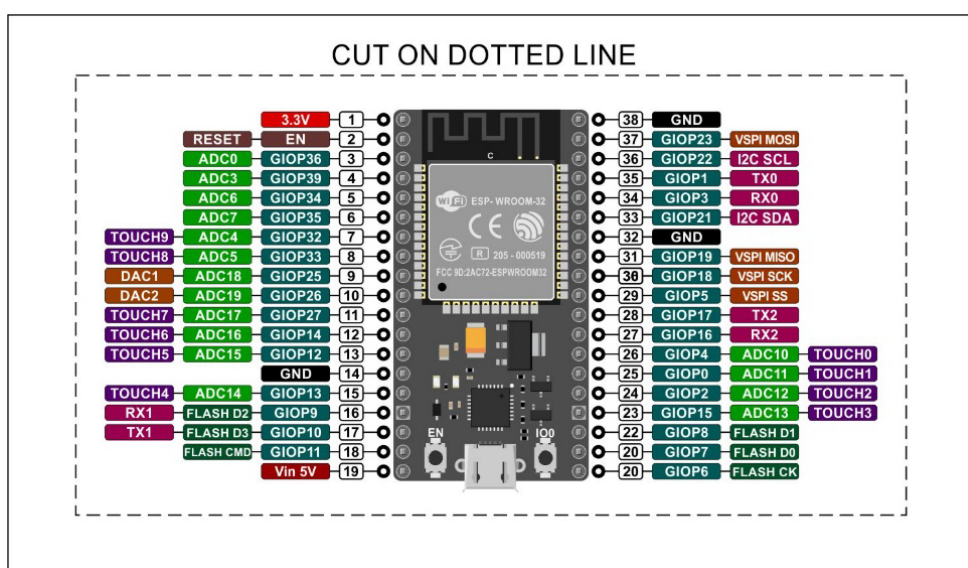 CUT ON DOTTED LINE
3.3V 1 38 GND
RESET EN 2 37 GIOP23 VSPI MOSI
ADC0 GIOP36 3 36 GIOP22 I2C SCL
ADC3 GIOP39 4 35 GIOP1 TX0
ADC6 GIOP34 5 34 GIOP3 RX0
ADC7 GIOP35 6 33 GIOP21 I2C SDA
TOUCH9 ADC4 GIOP32 7 32 GND
TOUCH8 ADC5 GIOP33 8 31 GIOP19 VSPI MISO
DAC1 ADC18 GIOP25 9 30 GIOP18 VSPI SCK
DAC2 ADC19 GIOP26 10 29 GIOP5 VSPI SS
TOUCH7 ADC17 GIOP27 11 28 GIOP17 TX2
TOUCH6 ADC16 GIOP14 12 27 GIOP16 RX2
TOUCH5 ADC15 GIOP12 13 26 GIOP4 ADC10 TOUCH0
GND 14 25 GIOP0 ADC11 TOUCH1
TOUCH4 ADC14 GIOP13 15 24 GIOP2 ADC12 TOUCH2
RX1 FLASH D2 GIOP9 16 23 GIOP15 ADC13 TOUCH3
TX1 FLASH D3 GIOP10 17 22 GIOP8 FLASH D1
FLASH CMD GIOP11 18 20 GIOP7 FLASH D0
Vin 5V 19 20 GIOP6 FLASH CK
C
WiFi ESP-WROOM-32
CE
R 205-000519
FCC 9D:2AC72-ESPWROOM32
EN IO0